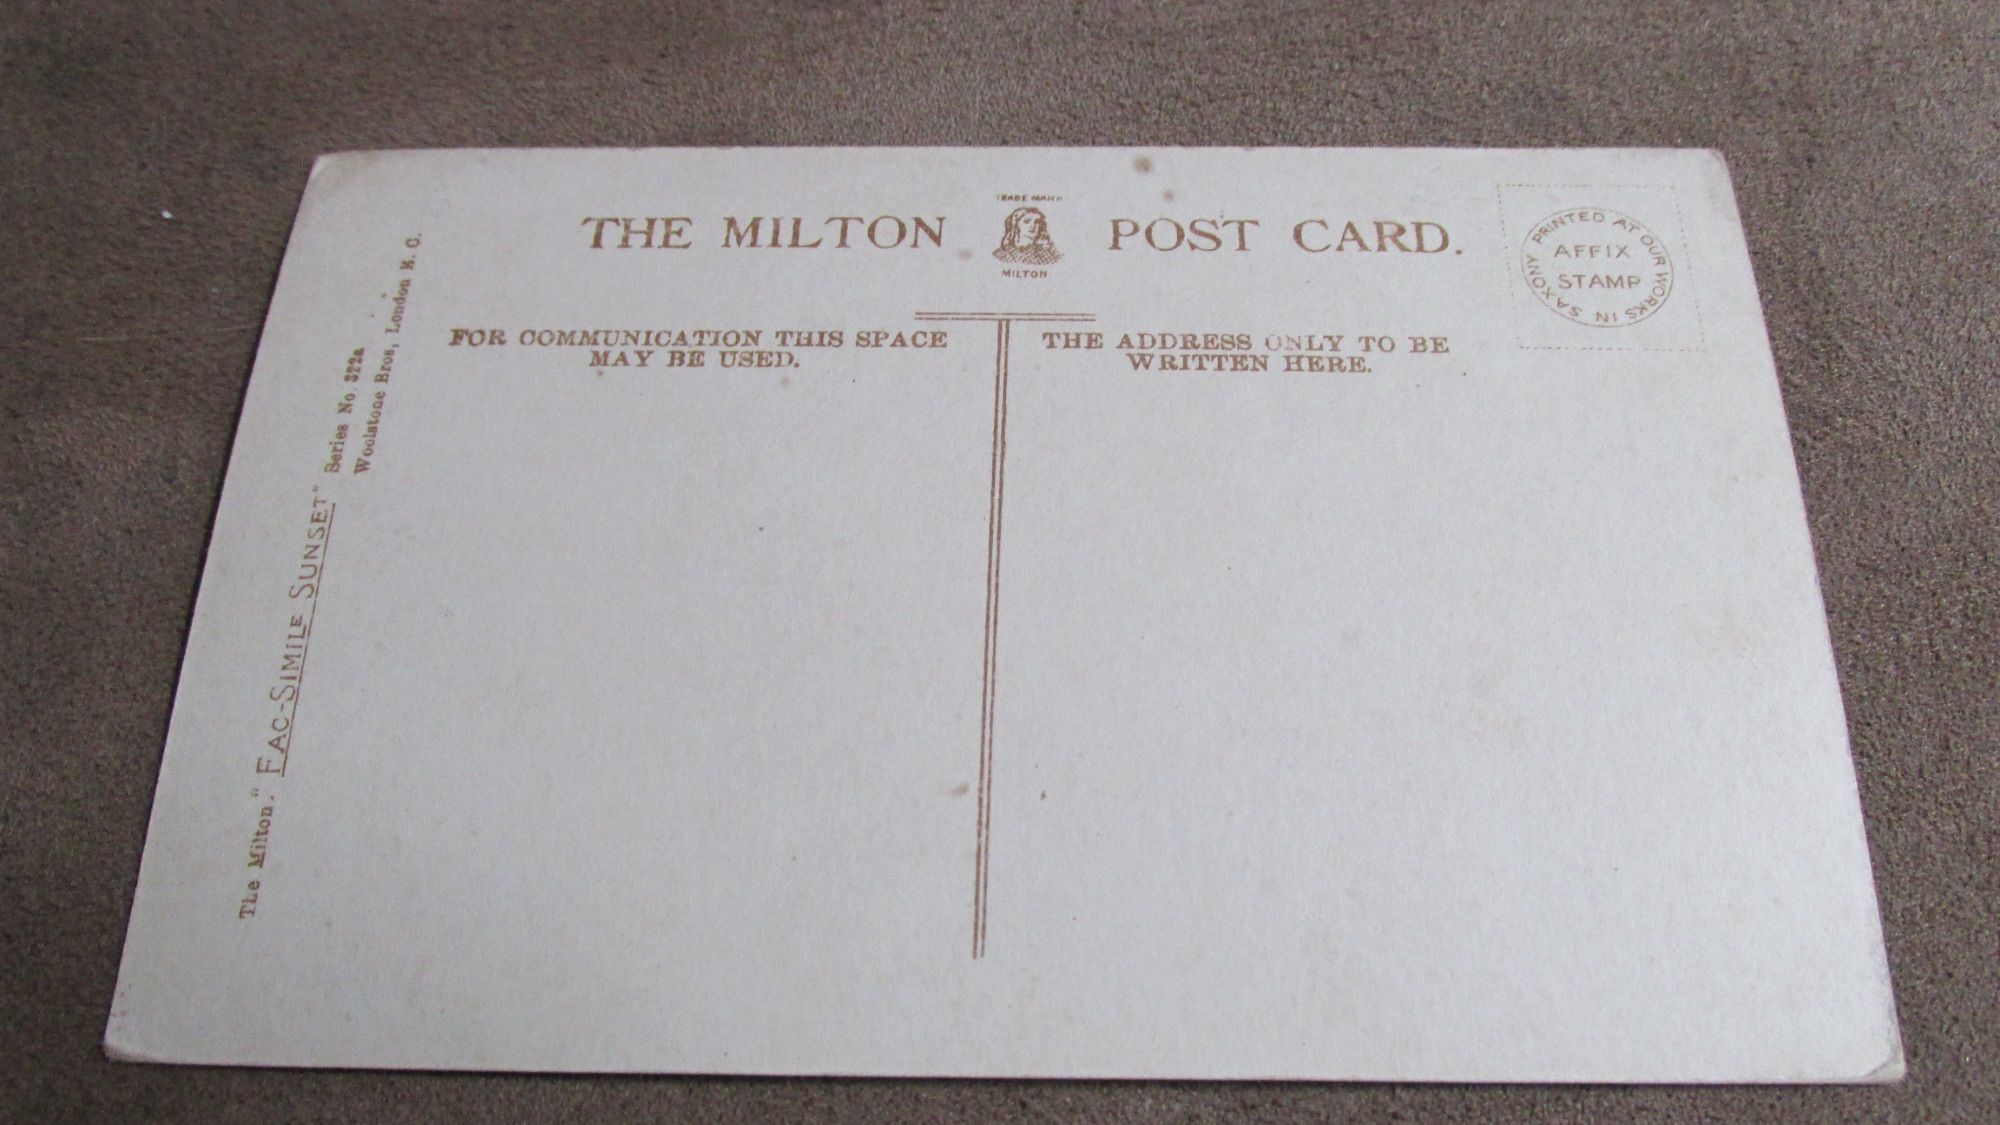 TRADE MARK
THE MILTON POST CARD.
MILTON
PRINTED AT OUR WORKS IN SAXONY
AFFIX
STAMP
FOR COMMUNICATION THIS SPACE
MAY BE USED.
THE ADDRESS ONLY TO BE
WRITTEN HERE.
The Milton. "FAC-SIMILE SUNSET" Series No. 322a
Woolstone Bros, London E.C.